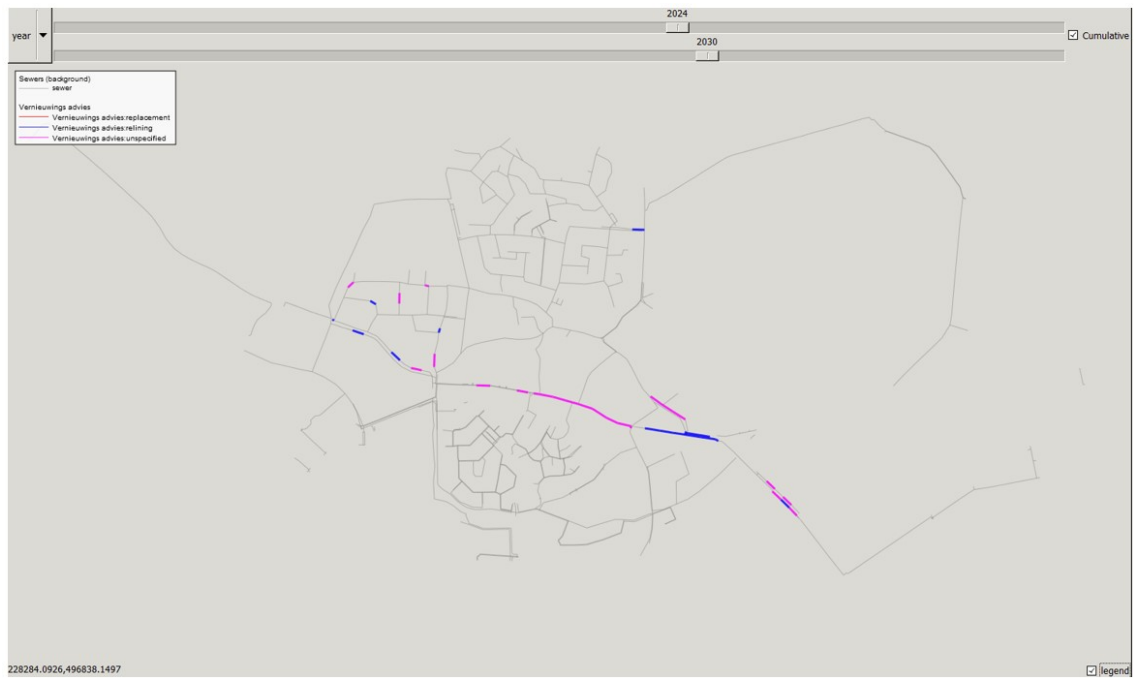 2024
year
Cumulative
2030
Sewers (background)
sewer
Vernieuwings advies
Vernieuwings advies:replacement
Vernieuwings advies:relining
Vernieuwings advies:unspecified
228284.0926,496838.1497
legend